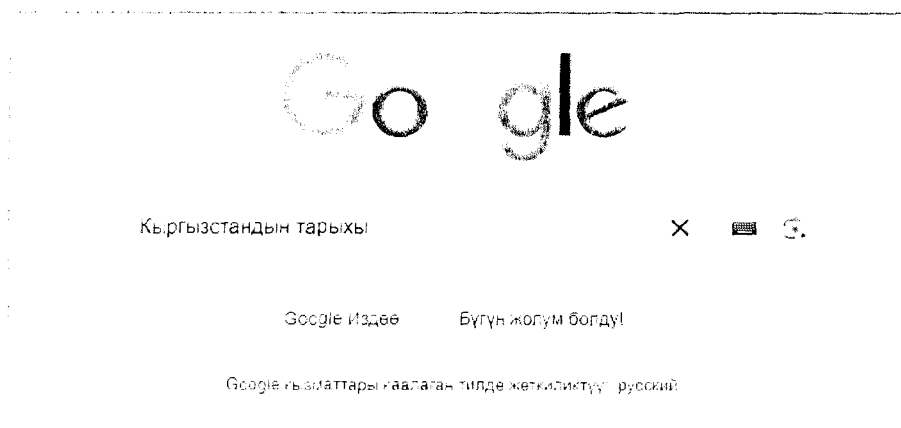 Google
Кыргызстандын тарыхы
Google Издөө Бүгүн жолум болду!
Google кызматтары каалаган тилде жеткиликтүү: русский